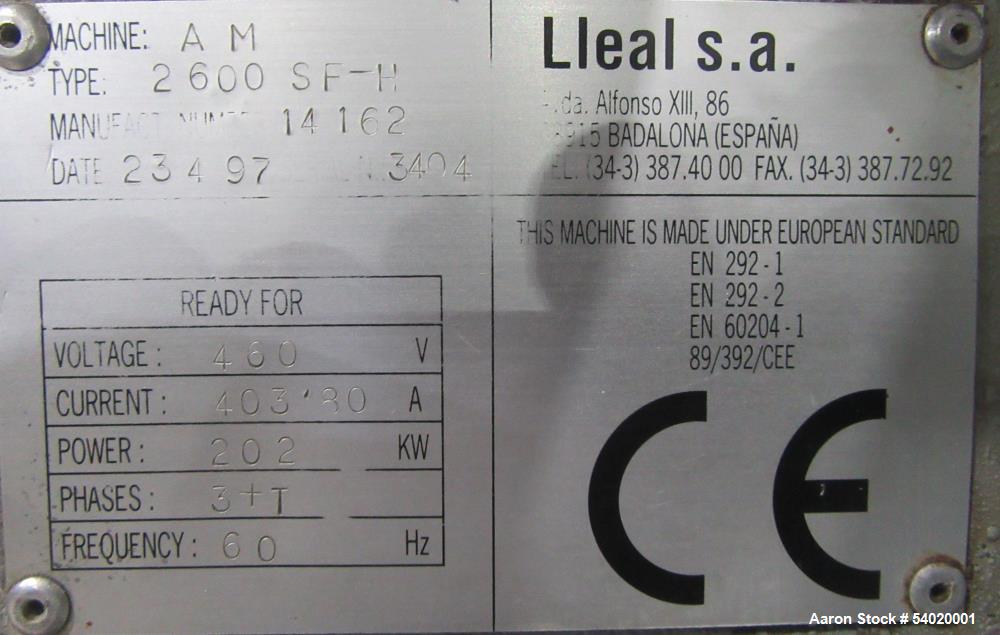 MACHINE: A M
TYPE: 2600 SF-H
14162
DATE 23 4 97 3404
Lleal s.a.
Alfonso XIII, 86
BADALONA (ESPAÑA)
(34-3) 387.40 00 FAX. (34-3) 387.72.92
THIS MACHINE IS MADE UNDER EUROPEAN STANDARD
EN 292-1
EN 292-2
EN 60204-1
89/392/CEE
READY FOR
VOLTAGE: 460 V
CURRENT: 403'80 A
POWER: 202 KW
PHASES: 3+T
FREQUENCY: 60 Hz
CE
Aaron Stock # 54020001